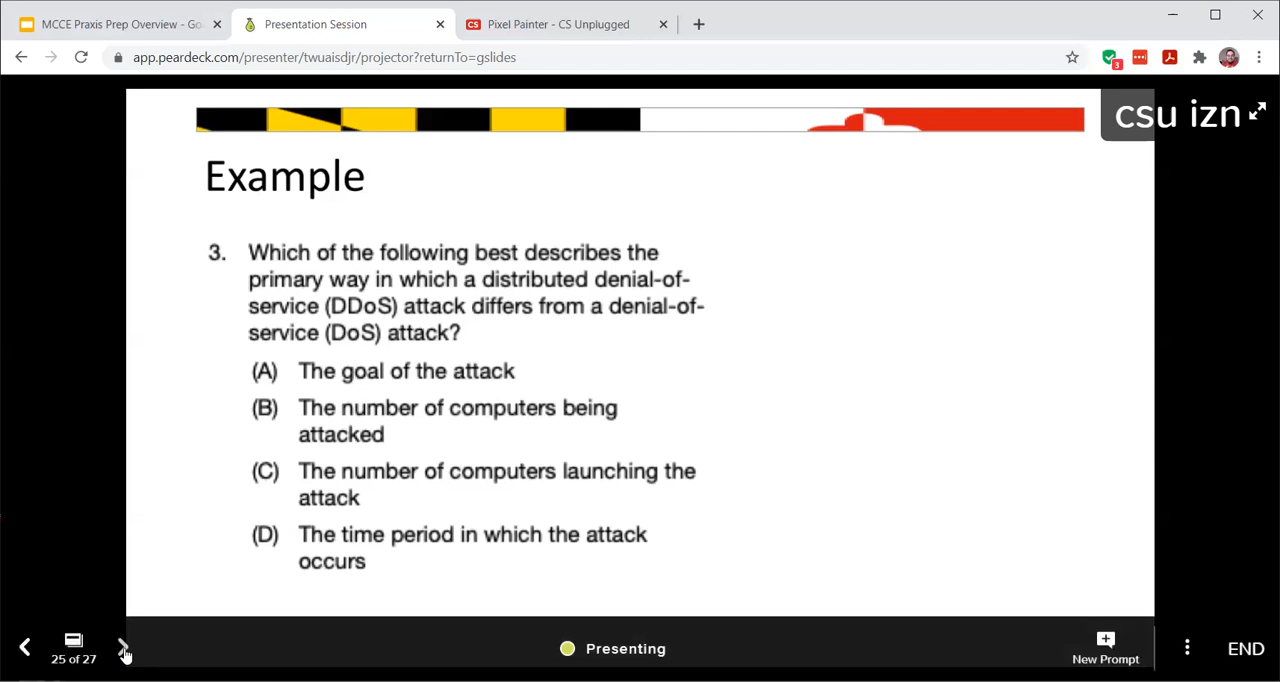 MCCE Praxis Prep Overview - Go
Presentation Session
CS Pixel Painter - CS Unplugged
app.peardeck.com/presenter/twuaisdjr/projector?returnTo=gslides
3
csu izn
Example
3. Which of the following best describes the
primary way in which a distributed denial-of-
service (DDoS) attack differs from a denial-of-
service (DoS) attack?
(A) The goal of the attack
(B) The number of computers being
attacked
(C) The number of computers launching the
attack
(D) The time period in which the attack
occurs
25 of 27
Presenting
New Prompt
END